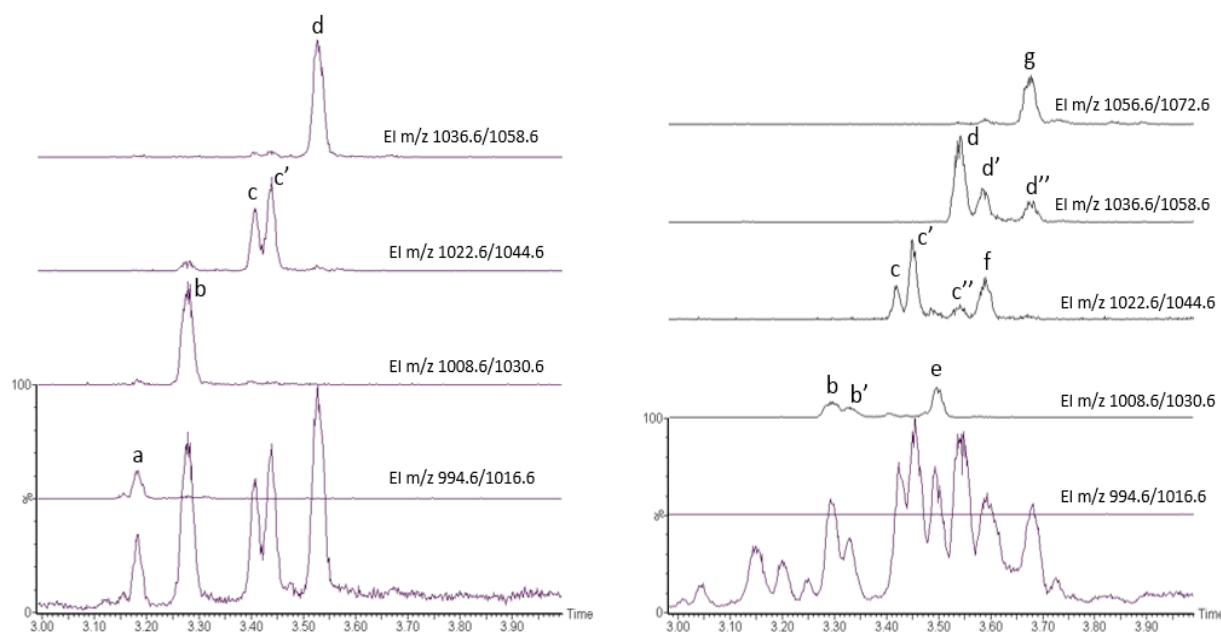 d
EI m/z 1036.6/1058.6
c c’
EI m/z 1022.6/1044.6
b
EI m/z 1008.6/1030.6
100
a
EI m/z 994.6/1016.6
%
0
3.00 3.10 3.20 3.30 3.40 3.50 3.60 3.70 3.80 3.90 Time
g
EI m/z 1056.6/1072.6
d d’ d’’
EI m/z 1036.6/1058.6
c c’ c’’ f
EI m/z 1022.6/1044.6
b b’ e
EI m/z 1008.6/1030.6
100
EI m/z 994.6/1016.6
%
0
3.00 3.10 3.20 3.30 3.40 3.50 3.60 3.70 3.80 3.90 Time